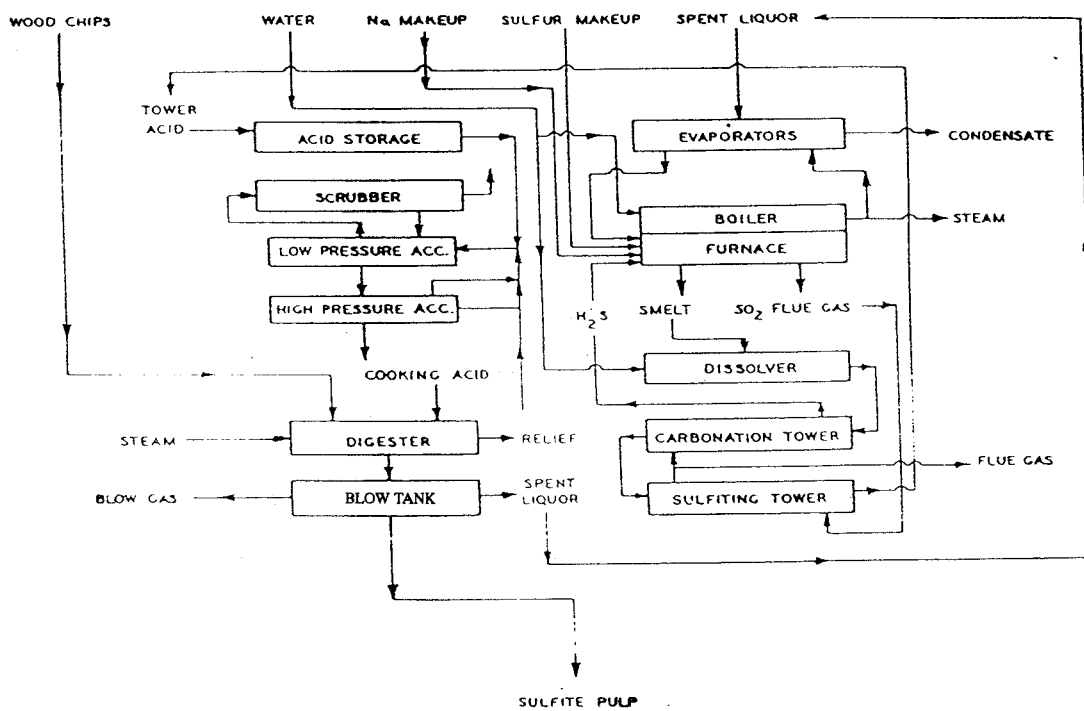 WOOD CHIPS
WATER
Na MAKEUP
SULFUR MAKEUP
SPENT LIQUOR
TOWER
ACID
ACID STORAGE
EVAPORATORS
CONDENSATE
SCRUBBER
BOILER
STEAM
LOW PRESSURE ACC.
FURNACE
HIGH PRESSURE ACC.
H2S
SMELT
SO2 FLUE GAS
COOKING ACID
DISSOLVER
STEAM
DIGESTER
RELIEF
CARBONATION TOWER
FLUE GAS
BLOW GAS
BLOW TANK
SPENT
LIQUOR
SULFITING TOWER
SULFITE PULP